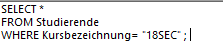 SELECT *
FROM Studierende
WHERE Kursbezeichnung= "18SEC" ;